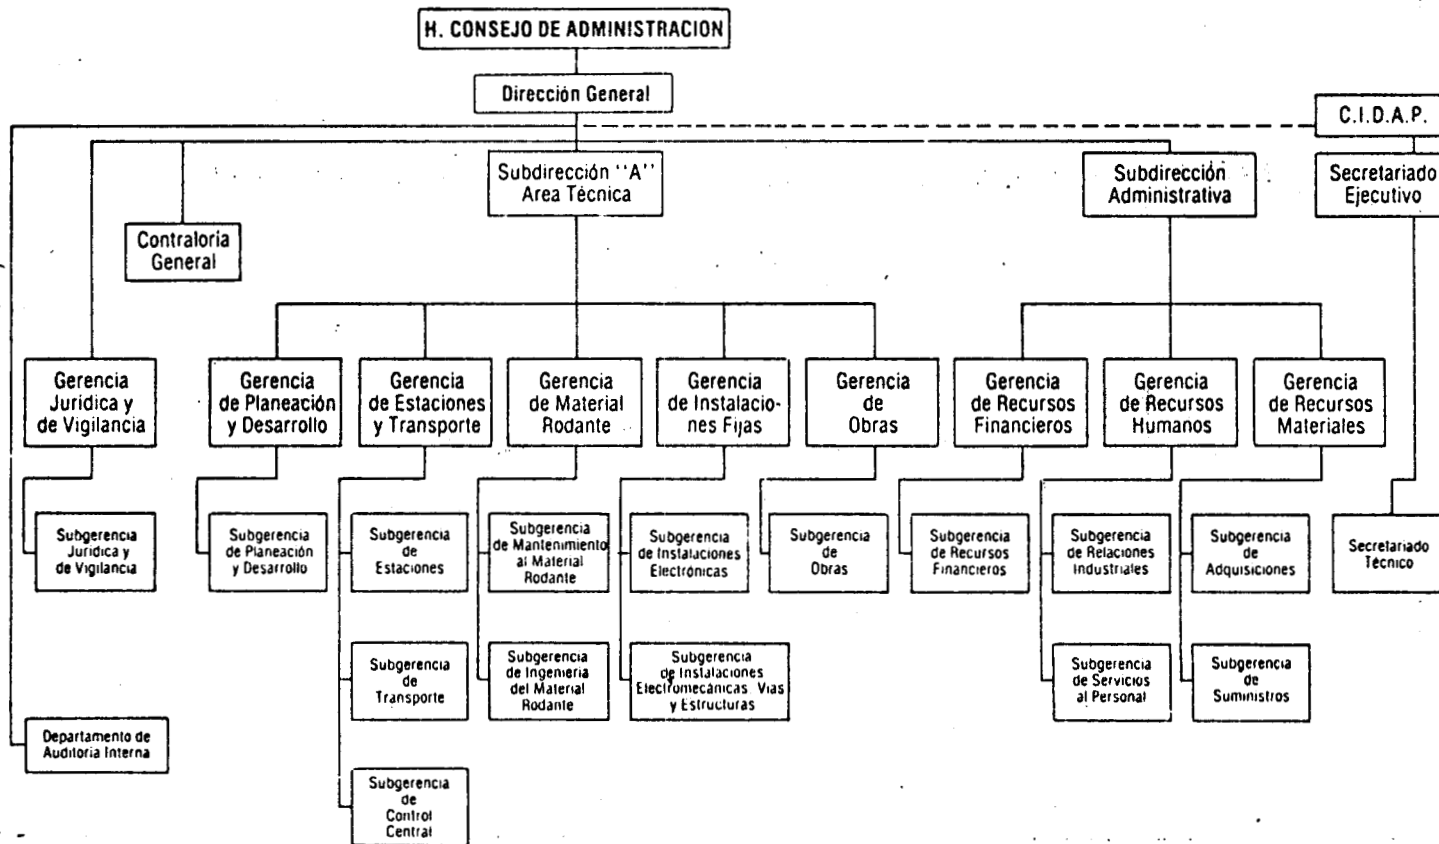 H. CONSEJO DE ADMINISTRACION
Dirección General
C.I.D.A.P.
Subdirección "A"
Area Técnica
Subdirección
Administrativa
Secretariado
Ejecutivo
Contraloría
General
Gerencia
Jurídica y
de Vigilancia
Gerencia
de Planeación
y Desarrollo
Gerencia
de Estaciones
y Transporte
Gerencia
de Material
Rodante
Gerencia
de Instalacio-
nes Fijas
Gerencia
de
Obras
Gerencia
de Recursos
Financieros
Gerencia
de Recursos
Humanos
Gerencia
de Recursos
Materiales
Subgerencia
Jurídica y
de Vigilancia
Subgerencia
de Planeación
y Desarrollo
Subgerencia
de
Estaciones
Subgerencia
de Mantenimiento
al Material
Rodante
Subgerencia
de Instalaciones
Electrónicas
Subgerencia
de
Obras
Subgerencia
de Recursos
Financieros
Subgerencia
de Relaciones
Industriales
Subgerencia
de
Adquisiciones
Secretariado
Técnico
Subgerencia
de
Transporte
Subgerencia
de Ingeniería
del Material
Rodante
Subgerencia
de Instalaciones
Electromecánicas. Vías
y Estructuras
Subgerencia
de Servicios
al Personal
Subgerencia
de
Suministros
Departamento de
Auditoría Interna
Subgerencia
de
Control
Central